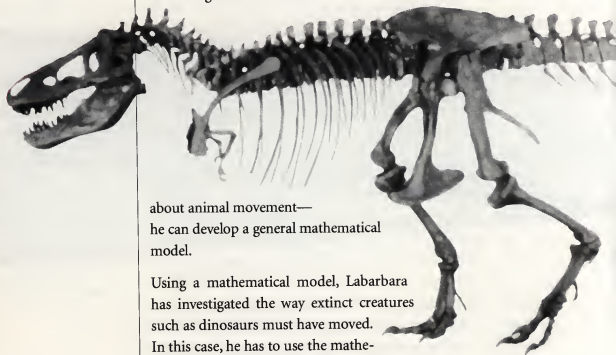 about animal movement—
he can develop a general mathematical
model.
Using a mathematical model, Labarbara
has investigated the way extinct creatures
such as dinosaurs must have moved.
In this case, he has to use the mathe-